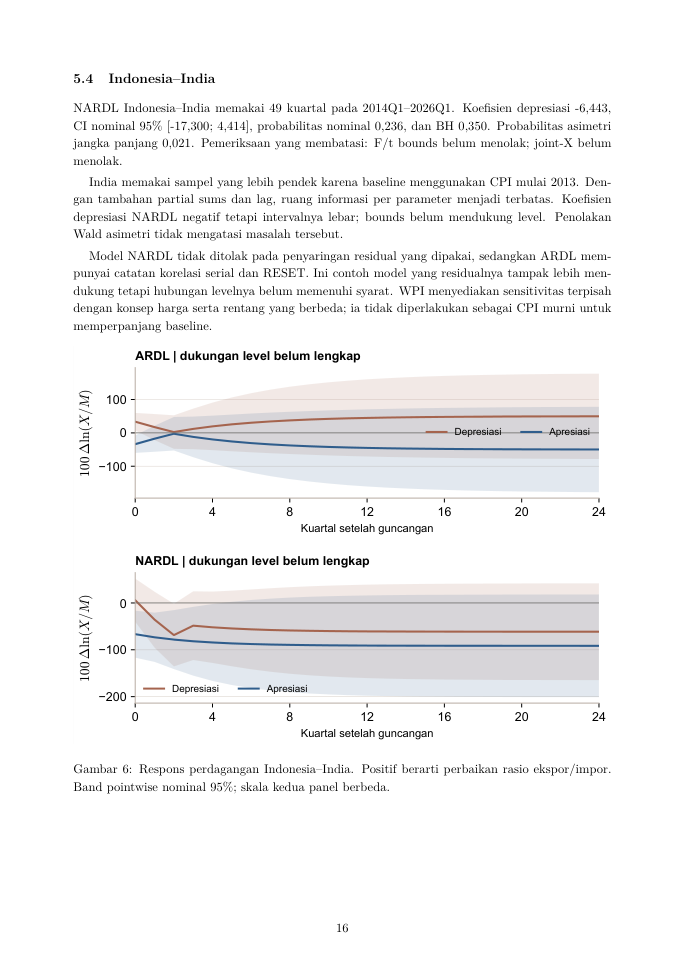 5.4 Indonesia–India
NARDL Indonesia–India memakai 49 kuartal pada 2014Q1–2026Q1. Koefisien depresiasi -6,443,
CI nominal 95% [-17,300; 4,414], probabilitas nominal 0,236, dan BH 0,350. Probabilitas asimetri
jangka panjang 0,021. Pemeriksaan yang membatasi: F/t bounds belum menolak; joint-X belum
menolak.
India memakai sampel yang lebih pendek karena baseline menggunakan CPI mulai 2013. Den-
gan tambahan partial sums dan lag, ruang informasi per parameter menjadi terbatas. Koefisien
depresiasi NARDL negatif tetapi intervalnya lebar; bounds belum mendukung level. Penolakan
Wald asimetri tidak mengatasi masalah tersebut.
Model NARDL tidak ditolak pada penyaringan residual yang dipakai, sedangkan ARDL mem-
punyai catatan korelasi serial dan RESET. Ini contoh model yang residualnya tampak lebih men-
dukung tetapi hubungan levelnya belum memenuhi syarat. WPI menyediakan sensitivitas terpisah
dengan konsep harga serta rentang yang berbeda; ia tidak diperlakukan sebagai CPI murni untuk
memperpanjang baseline.
ARDL | dukungan level belum lengkap
100 Δ ln(X/M)
100
0
−100
Depresiasi Apresiasi
0 4 8 12 16 20 24
Kuartal setelah guncangan
NARDL | dukungan level belum lengkap
100 Δ ln(X/M)
0
−100
−200
Depresiasi Apresiasi
0 4 8 12 16 20 24
Kuartal setelah guncangan
Gambar 6: Respons perdagangan Indonesia–India. Positif berarti perbaikan rasio ekspor/impor.
Band pointwise nominal 95%; skala kedua panel berbeda.
16